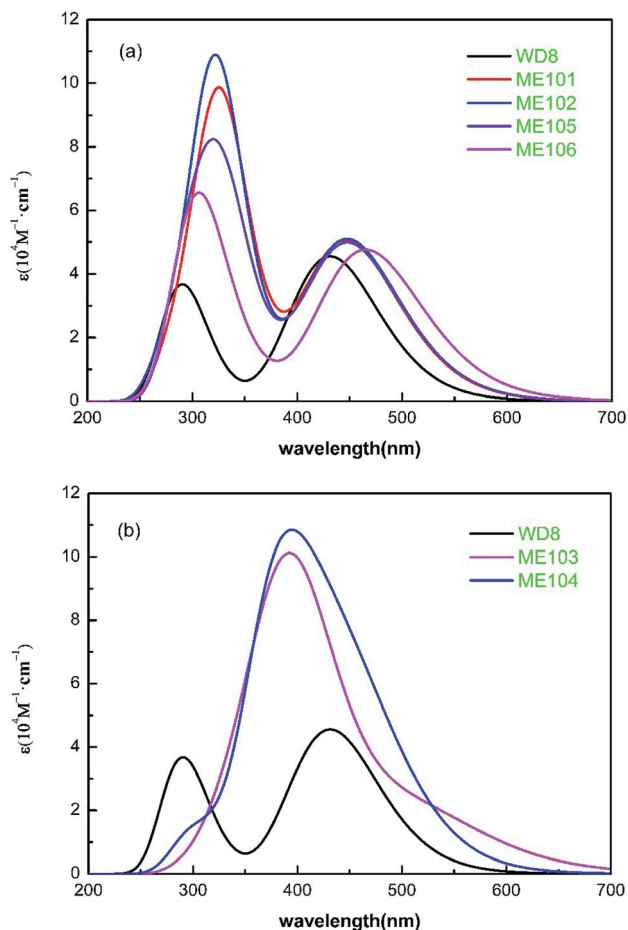 (a)
WD8
ME101
ME102
ME105
ME106
12
10
8
6
4
2
0
ε(10⁴M⁻¹·cm⁻¹)
200 300 400 500 600 700
wavelength(nm)
(b)
WD8
ME103
ME104
12
10
8
6
4
2
0
ε(10⁴M⁻¹·cm⁻¹)
200 300 400 500 600 700
wavelength(nm)